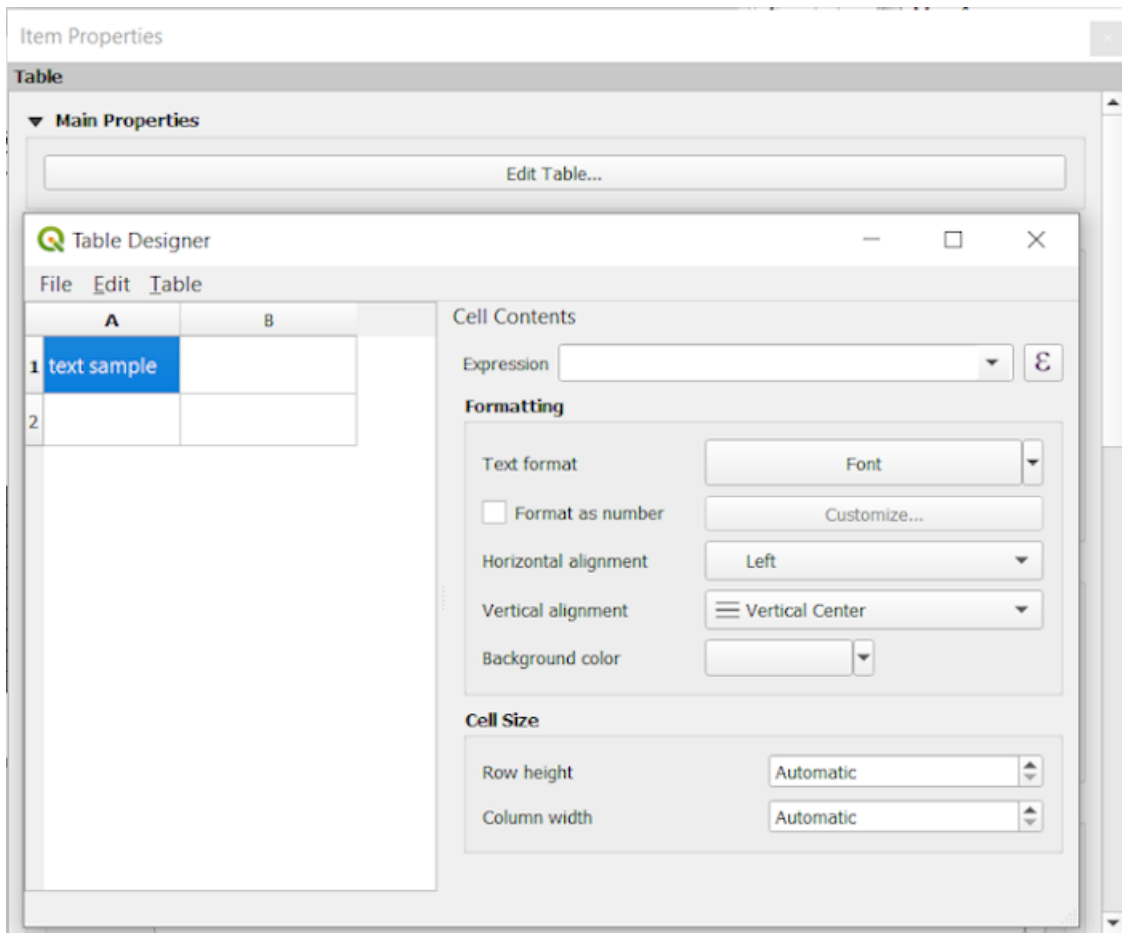 Item Properties
Table
Main Properties
Edit Table...
Table Designer
File Edit Table
A B
1 text sample
2
Cell Contents
Expression ε
Formatting
Text format Font
Format as number Customize...
Horizontal alignment Left
Vertical alignment Vertical Center
Background color
Cell Size
Row height Automatic
Column width Automatic